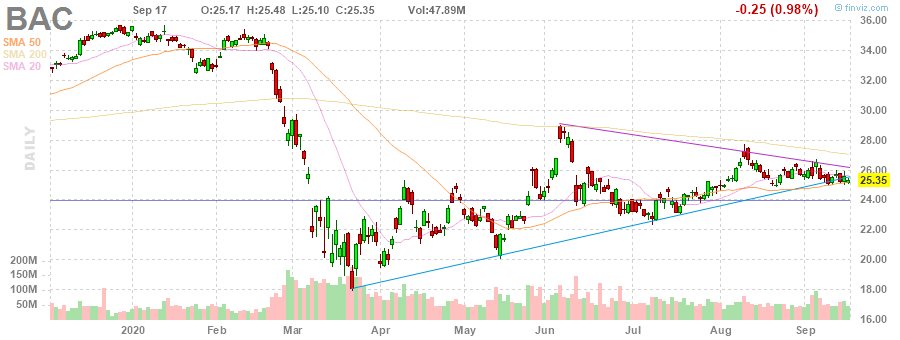 BAC Sep 17 O:25.17 H:25.48 L:25.10 C:25.35 Vol:47.89M -0.25 (0.98%) © finviz.com
SMA 50
SMA 200
SMA 20
DAILY
36.00
34.00
32.00
30.00
28.00
26.00
25.35
24.00
22.00
20.00
18.00
16.00
200M
150M
100M
50M
2020 Feb Mar Apr May Jun Jul Aug Sep